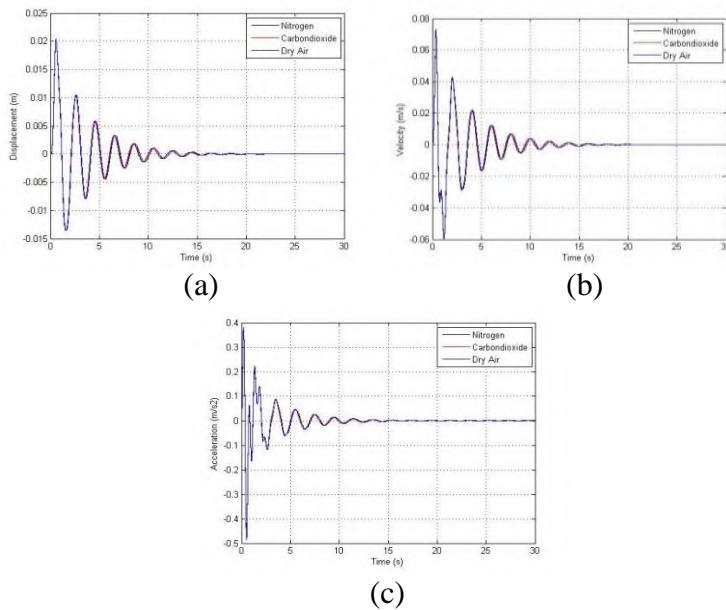 0.025
Nitrogen
Carbondioxide
Dry Air
0.02
0.015
0.01
0.005
0
-0.005
-0.01
-0.015
Displacement (m)
0 5 10 15 20 25 30
Time (s)
(a)
0.08
Nitrogen
Carbondioxide
Dry Air
0.06
0.04
0.02
0
-0.02
-0.04
-0.06
Velocity (m/s)
0 5 10 15 20 25 30
Time (s)
(b)
0.4
Nitrogen
Carbondioxide
Dry Air
0.3
0.2
0.1
0
-0.1
-0.2
-0.3
-0.4
-0.5
Acceleration (m/s2)
0 5 10 15 20 25 30
Time (s)
(c)